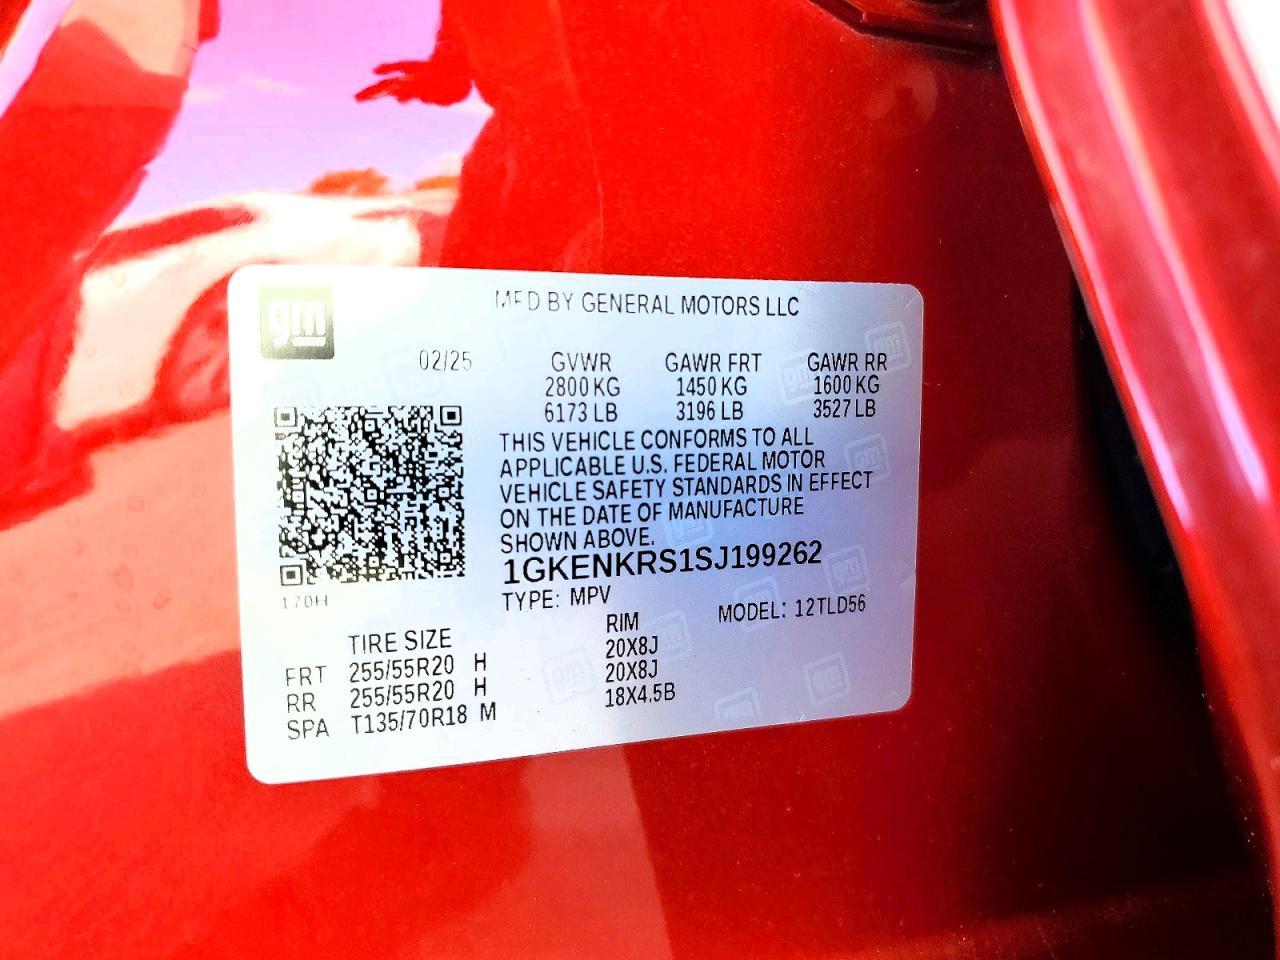 gm
MFD BY GENERAL MOTORS LLC
02/25 GVWR GAWR FRT GAWR RR
2800 KG 1450 KG 1600 KG
6173 LB 3196 LB 3527 LB
THIS VEHICLE CONFORMS TO ALL
APPLICABLE U.S. FEDERAL MOTOR
VEHICLE SAFETY STANDARDS IN EFFECT
ON THE DATE OF MANUFACTURE
SHOWN ABOVE.
1GKENKRS1SJ199262
170H
TYPE: MPV MODEL: 12TLD56
TIRE SIZE RIM
FRT 255/55R20 H 20X8J
RR 255/55R20 H 20X8J
SPA T135/70R18 M 18X4.5B